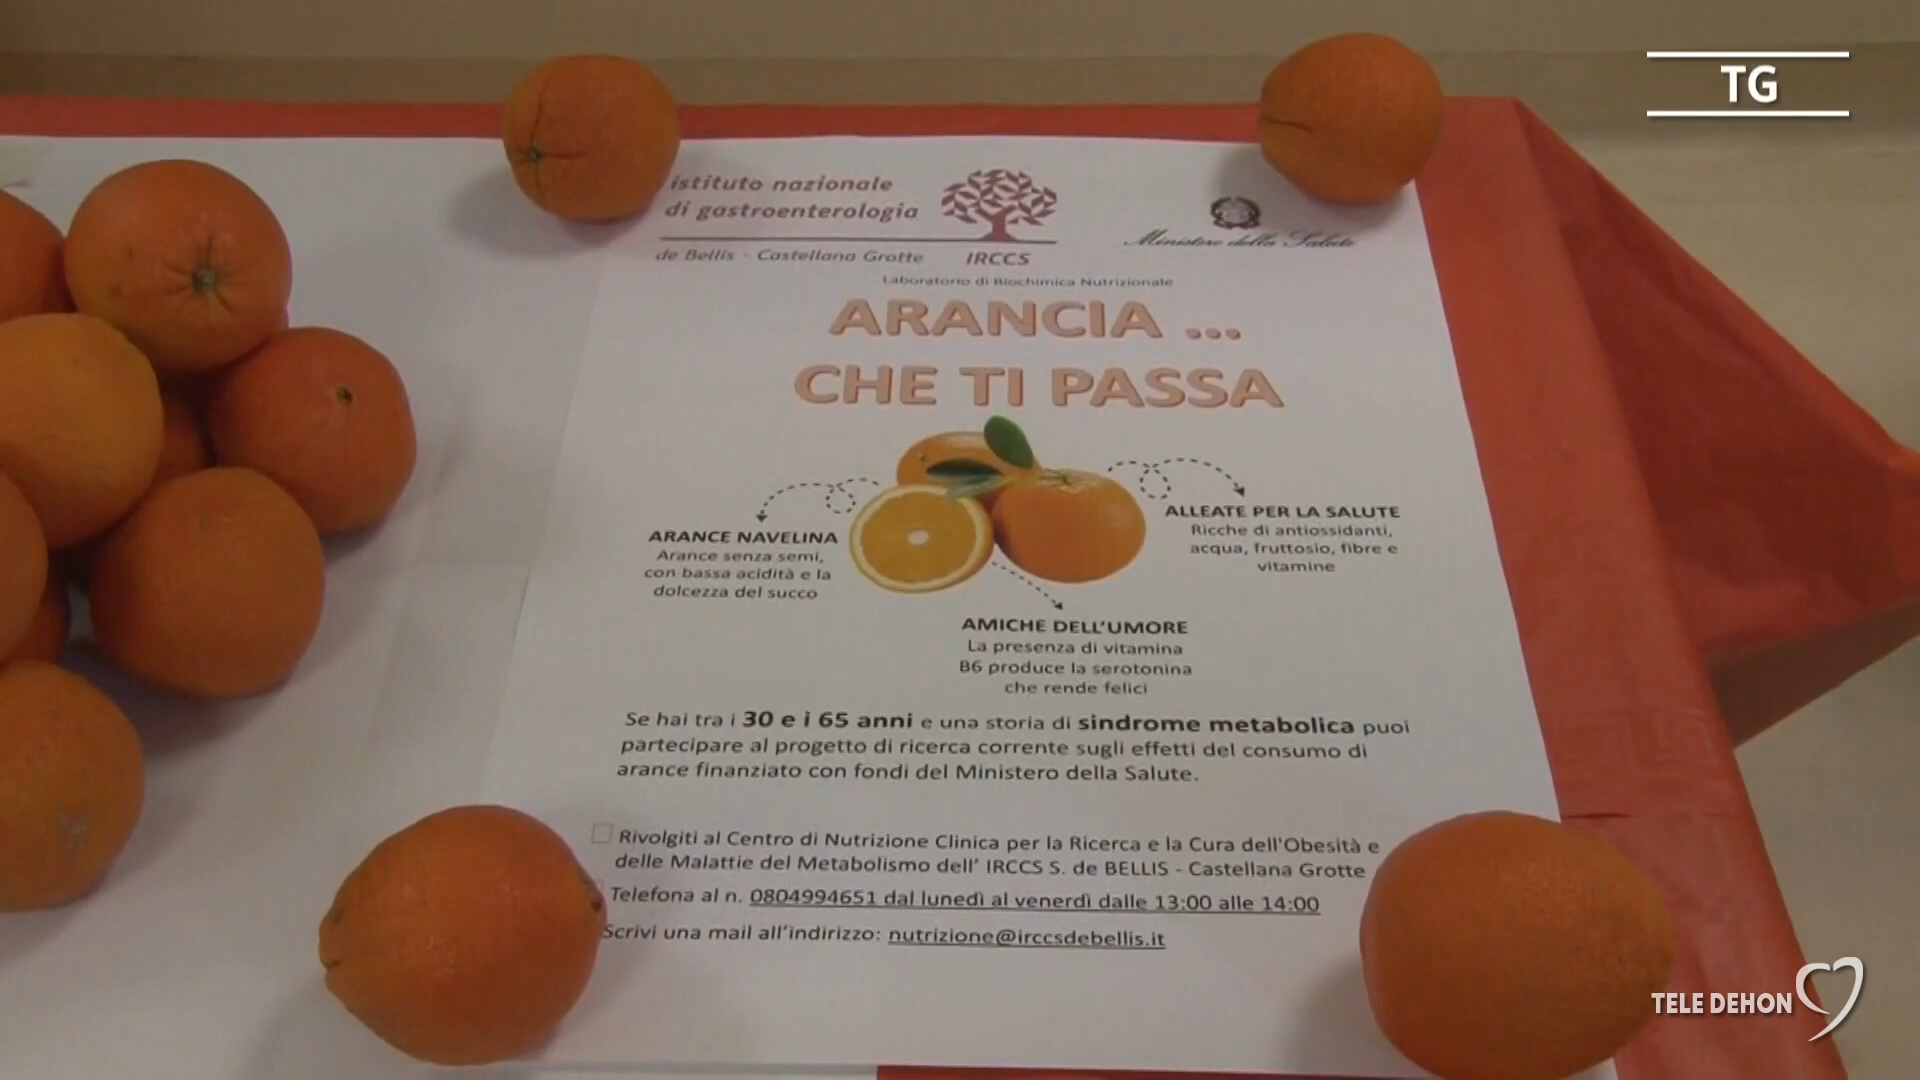 TG
istituto nazionale
di gastroenterologia
de Bellis - Castellana Grotte IRCCS
Ministero della Salute
Laboratorio di Biochimica Nutrizionale
ARANCIA ...
CHE TI PASSA
ARANCE NAVELINA
Arance senza semi,
con bassa acidità e la
dolcezza del succo
ALLEATE PER LA SALUTE
Ricche di antiossidanti,
acqua, fruttosio, fibre e
vitamine
AMICHE DELL'UMORE
La presenza di vitamina
B6 produce la serotonina
che rende felici
Se hai tra i 30 e i 65 anni e una storia di sindrome metabolica puoi
partecipare al progetto di ricerca corrente sugli effetti del consumo di
arance finanziato con fondi del Ministero della Salute.
Rivolgiti al Centro di Nutrizione Clinica per la Ricerca e la Cura dell'Obesità e
delle Malattie del Metabolismo dell' IRCCS S. de BELLIS - Castellana Grotte
Telefona al n. 0804994651 dal lunedì al venerdì dalle 13:00 alle 14:00
Scrivi una mail all'indirizzo: nutrizione@irccsdebellis.it
TELE DEHON